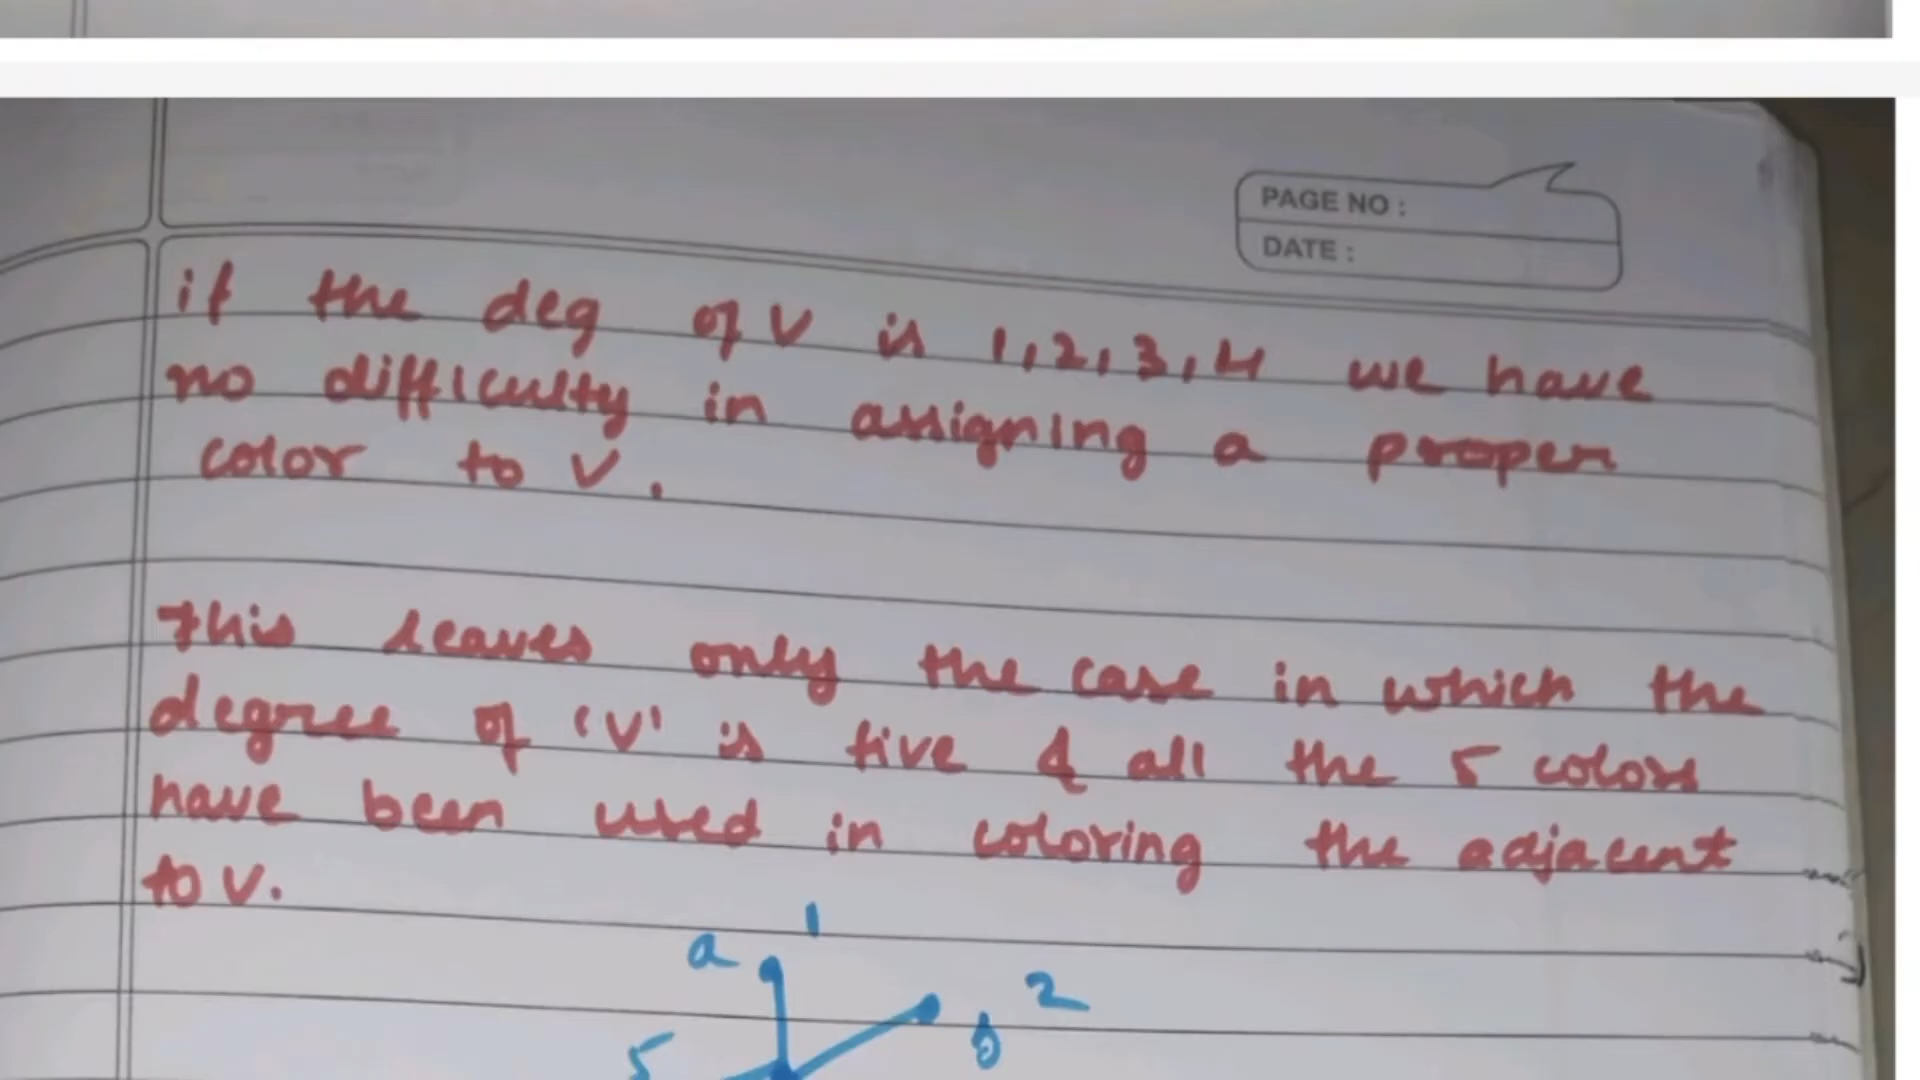 PAGE NO :
DATE :
if the deg of V is 1,2,3,4 we have
no difficulty in assigning a proper
color to V.
This leaves only the case in which the
degree of 'V' is five & all the 5 colors
have been used in coloring the adjacent
to V.
1
a
2
b
5